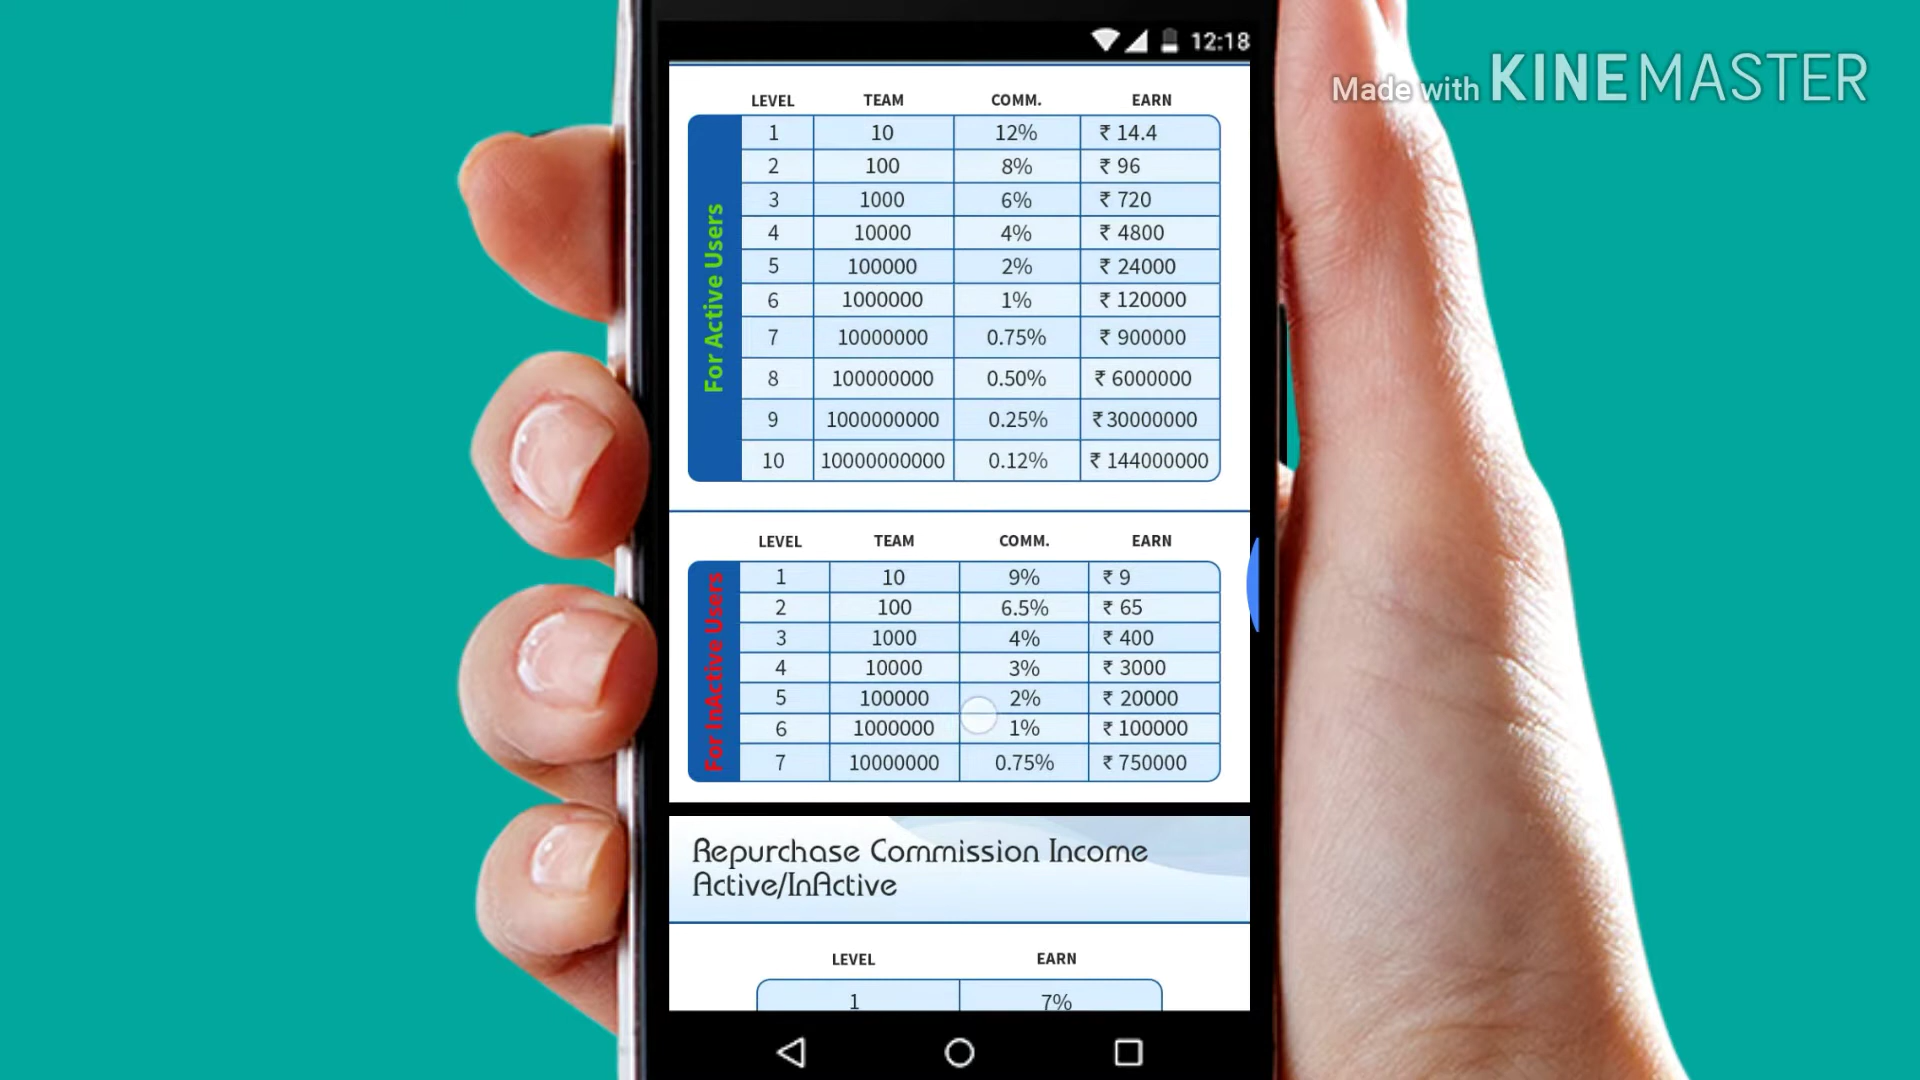 12:18
Made with KINEMASTER
LEVEL TEAM COMM. EARN
For Active Users
1 10 12% ₹ 14.4
2 100 8% ₹ 96
3 1000 6% ₹ 720
4 10000 4% ₹ 4800
5 100000 2% ₹ 24000
6 1000000 1% ₹ 120000
7 10000000 0.75% ₹ 900000
8 100000000 0.50% ₹ 6000000
9 1000000000 0.25% ₹ 30000000
10 10000000000 0.12% ₹ 144000000
LEVEL TEAM COMM. EARN
For InActive Users
1 10 9% ₹ 9
2 100 6.5% ₹ 65
3 1000 4% ₹ 400
4 10000 3% ₹ 3000
5 100000 2% ₹ 20000
6 1000000 1% ₹ 100000
7 10000000 0.75% ₹ 750000
Repurchase Commission Income
Active/InActive
LEVEL EARN
1 7%